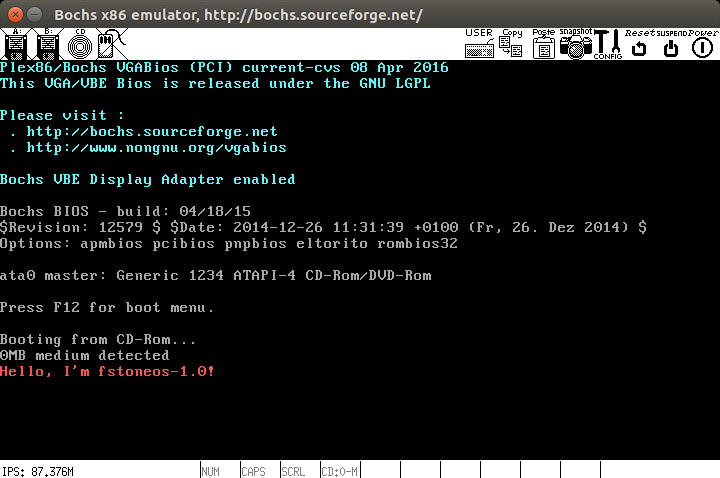 Bochs x86 emulator, http://bochs.sourceforge.net/
A: B: CD USER Copy Paste snapshot CONFIG Reset SUSPEND Power
Plex86/Bochs VGABios (PCI) current-cvs 08 Apr 2016
This VGA/VBE Bios is released under the GNU LGPL
Please visit :
. http://bochs.sourceforge.net
. http://www.nongnu.org/vgabios
Bochs VBE Display Adapter enabled
Bochs BIOS - build: 04/18/15
$Revision: 12579 $ $Date: 2014-12-26 11:31:39 +0100 (Fr, 26. Dez 2014) $
Options: apmbios pcibios pnpbios eltorito rombios32
ata0 master: Generic 1234 ATAPI-4 CD-Rom/DVD-Rom
Press F12 for boot menu.
Booting from CD-Rom...
0MB medium detected
Hello, I'm fstoneos-1.0!
IPS: 87.376M NUM CAPS SCRL CD:0-M